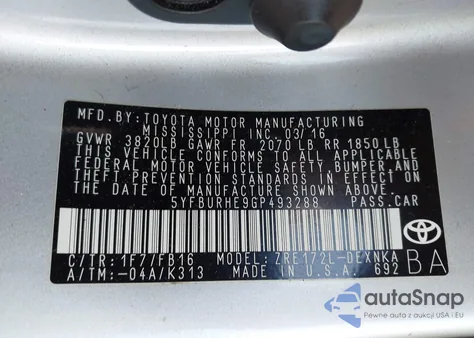 MFD.BY:TOYOTA MOTOR MANUFACTURING
MISSISSIPPI INC. 03/16
GVWR 3820LB GAWR FR 2070 LB RR 1850 LB
THIS VEHICLE CONFORMS TO ALL APPLICABLE
FEDERAL MOTOR VEHICLE SAFETY, BUMPER, AND
THEFT PREVENTION STANDARDS IN EFFECT ON
THE DATE OF MANUFACTURE SHOWN ABOVE.
5YFBURHE9GP493288 PASS.CAR
C/TR:1F7/FB16 MODEL:ZRE172L-DEXNKA
A/TM:-04A/K313 MADE IN U.S.A. 692
BA
autoSnap
Pewne auta z USA i EU